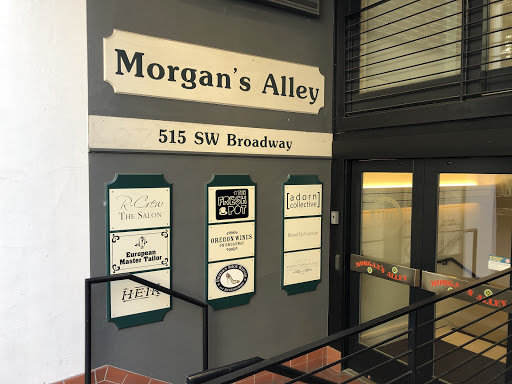 Morgan's Alley
515 SW Broadway
R-Crew
THE SALON
European
Master Tailor
HEIR
THE
FRESH
POT
OREGON WINES
ON BROADWAY
[adorn]
collective
MORGAN'S ALLEY
MORGAN'S ALLEY